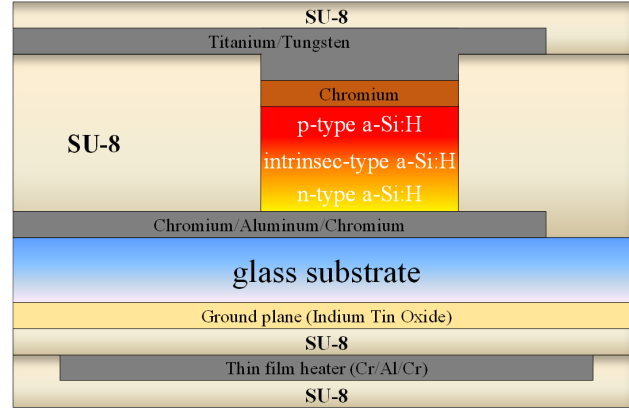 SU-8
Titanium/Tungsten
Chromium
p-type a-Si:H
SU-8
intrinsec-type a-Si:H
n-type a-Si:H
Chromium/Aluminum/Chromium
glass substrate
Ground plane (Indium Tin Oxide)
SU-8
Thin film heater (Cr/Al/Cr)
SU-8